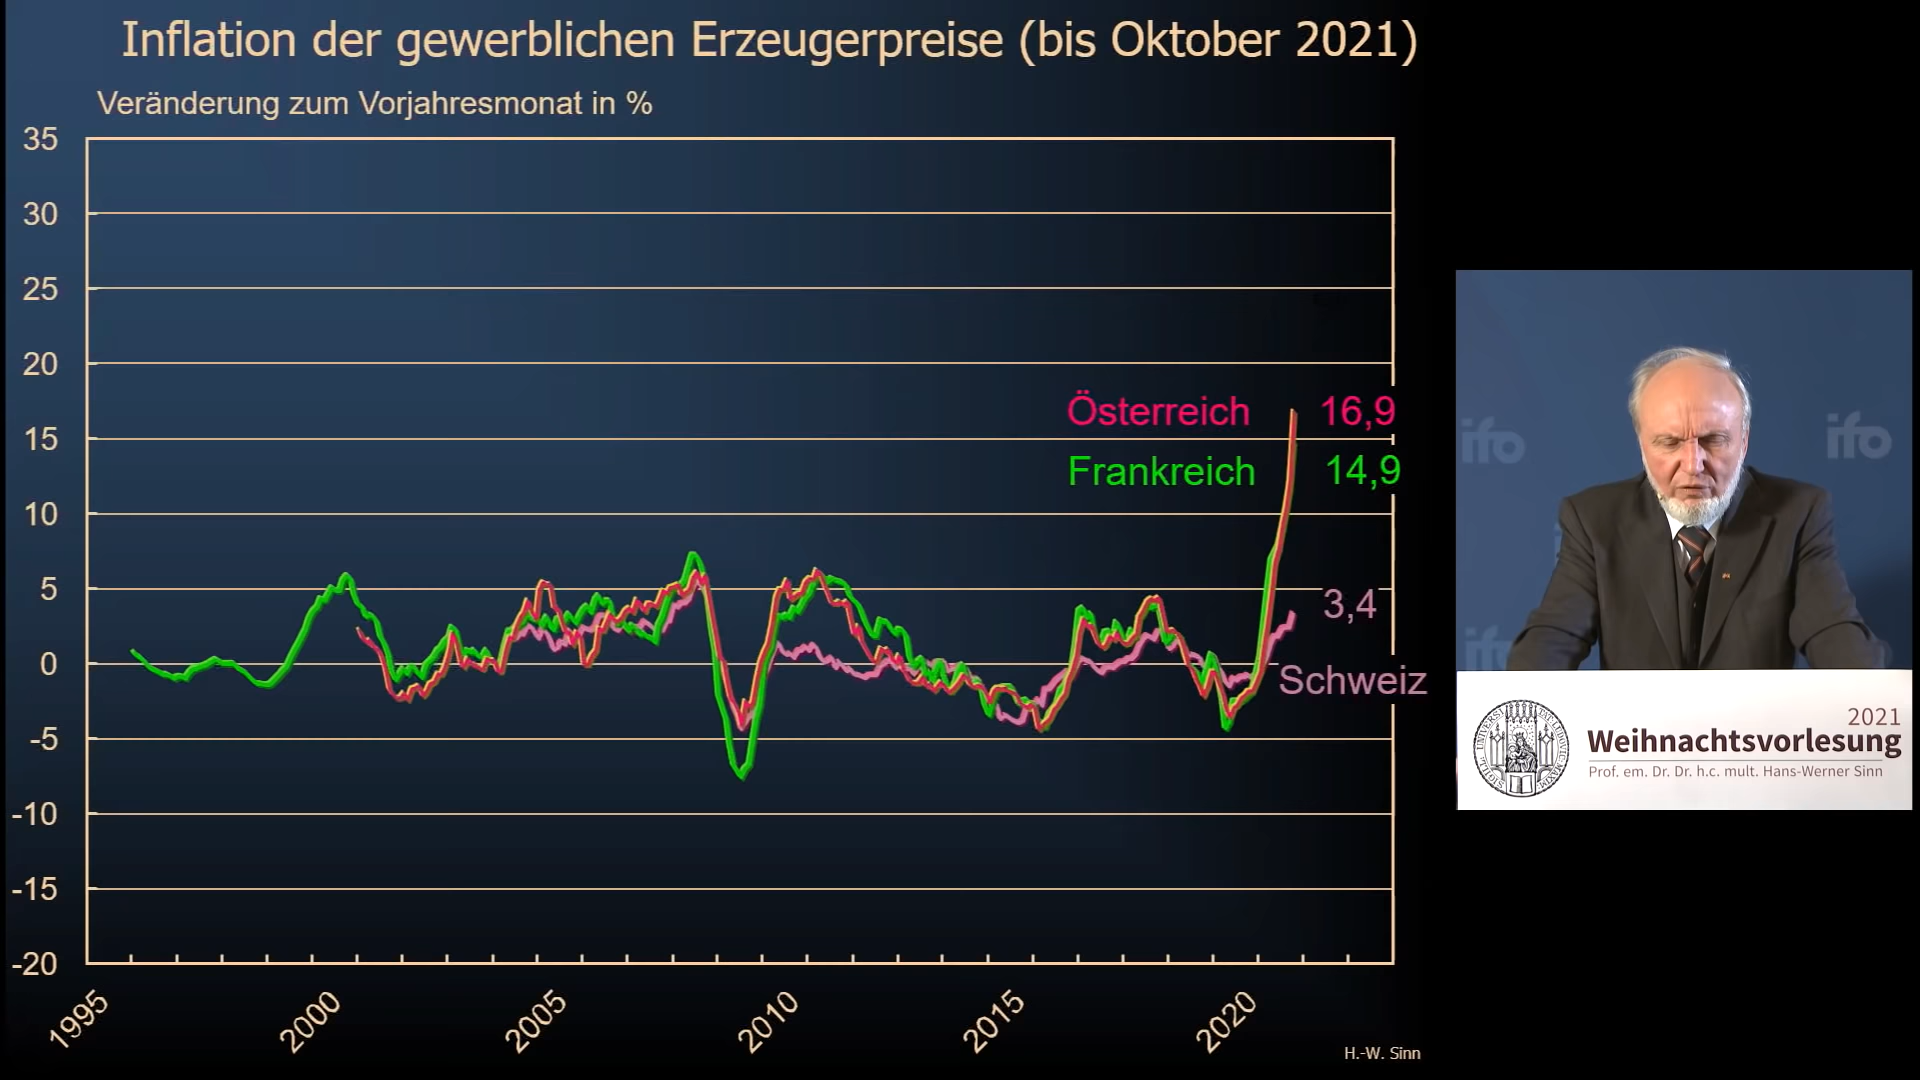 Inflation der gewerblichen Erzeugerpreise (bis Oktober 2021)
Veränderung zum Vorjahresmonat in %
35
30
25
20
15
10
5
0
-5
-10
-15
-20
1995
2000
2005
2010
2015
2020
Österreich 16,9
Frankreich 14,9
3,4
Schweiz
H.-W. Sinn
ifo
ifo
ifo
2021
Weihnachtsvorlesung
Prof. em. Dr. Dr. h.c. mult. Hans-Werner Sinn